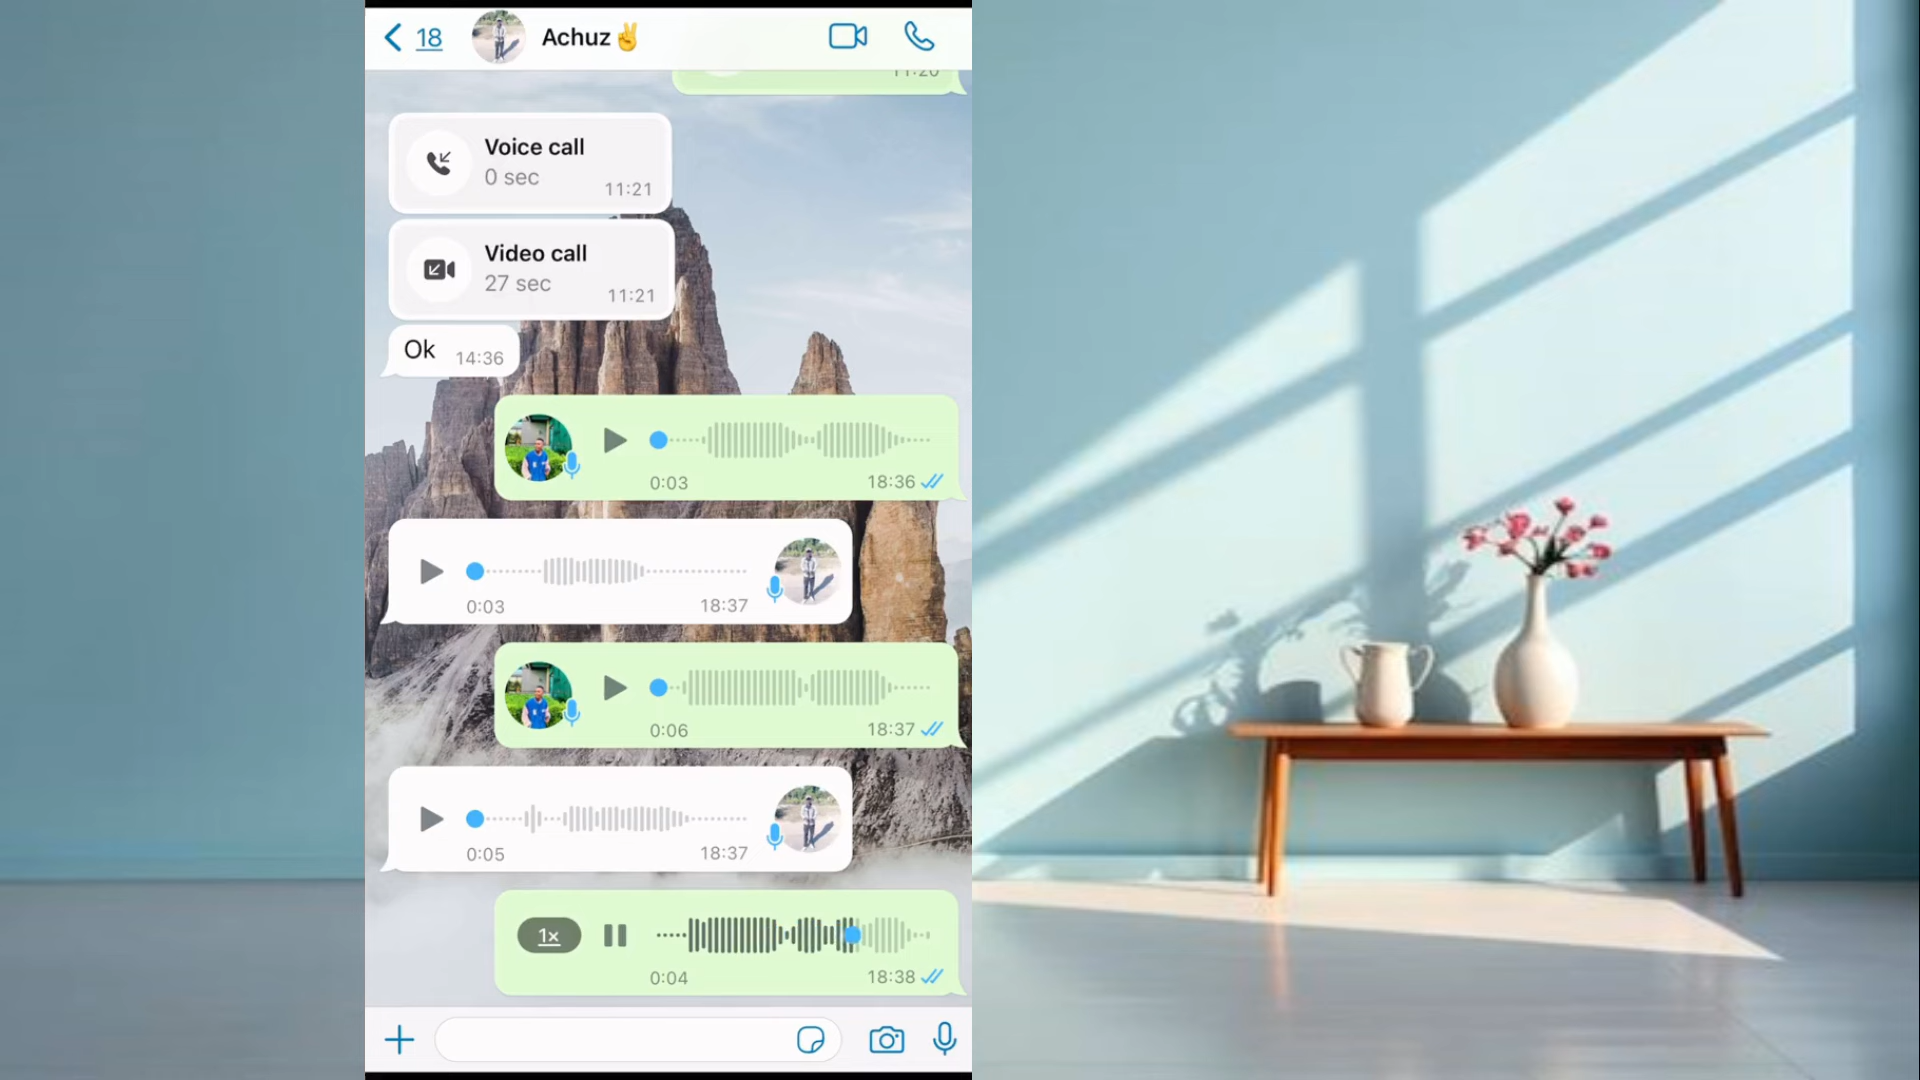 18
Achuz✌️
11:20
Voice call
0 sec
11:21
Video call
27 sec
11:21
Ok
14:36
0:03
18:36
0:03
18:37
0:06
18:37
0:05
18:37
1x
0:04
18:38